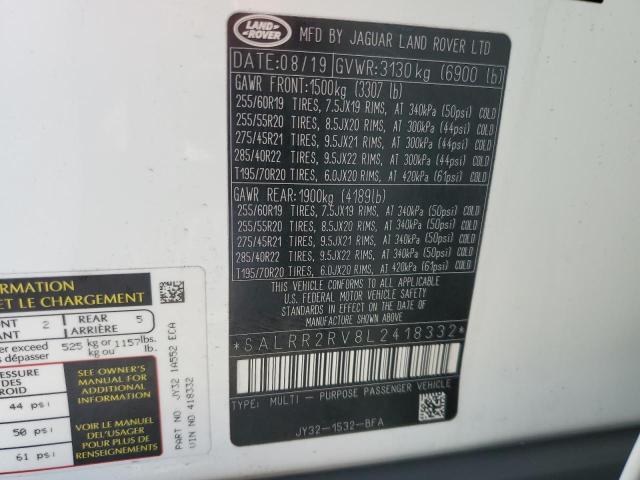 LAND ROVER MFD BY JAGUAR LAND ROVER LTD
DATE:08/19 GVWR:3130kg (6900 lb)
GAWR FRONT:1500kg (3307 lb)
255/60R19 TIRES, 7.5JX19 RIMS, AT 340kPa (50psi) COLD
255/55R20 TIRES, 8.5JX20 RIMS, AT 300kPa (44psi) COLD
275/45R21 TIRES, 9.5JX21 RIMS, AT 300kPa (44psi) COLD
285/40R22 TIRES, 9.5JX22 RIMS, AT 300kPa (44psi) COLD
T195/70R20 TIRES, 6.0JX20 RIMS, AT 420kPa (61psi) COLD
GAWR REAR:1900kg (4189lb)
255/60R19 TIRES, 7.5JX19 RIMS, AT 340kPa (50psi) COLD
255/55R20 TIRES, 8.5JX20 RIMS, AT 340kPa (50psi) COLD
275/45R21 TIRES, 9.5JX21 RIMS, AT 340kPa (50psi) COLD
285/40R22 TIRES, 9.5JX22 RIMS, AT 340kPa (50psi) COLD
T195/70R20 TIRES, 6.0JX20 RIMS, AT 420kPa (61psi) COLD
THIS VEHICLE CONFORMS TO ALL APPLICABLE
U.S. FEDERAL MOTOR VEHICLE SAFETY STANDARDS
IN EFFECT ON THE DATE OF
MANUFACTURE SHOWN ABOVE.
*SALRR2RV8L2418332*
TYPE: MULTI - PURPOSE PASSENGER VEHICLE
JY32-1532-BFA
ORMATION
ET LE CHARGEMENT
ONT 2 REAR 5
ANT ARRIÈRE
er exceed 525 kg or 1157lbs.
s dépasser kg ou lb.
ESSURE
DES
ROID
44 psi
50 psi
61 psi
SEE OWNER'S
MANUAL FOR
ADDITIONAL
INFORMATION
VOIR LE MANUEL
DE L'USAGER
POUR PLUS DE
RENSEIGNEMENTS
PART NO JY32 1A552 ECA
VIN NO 418332